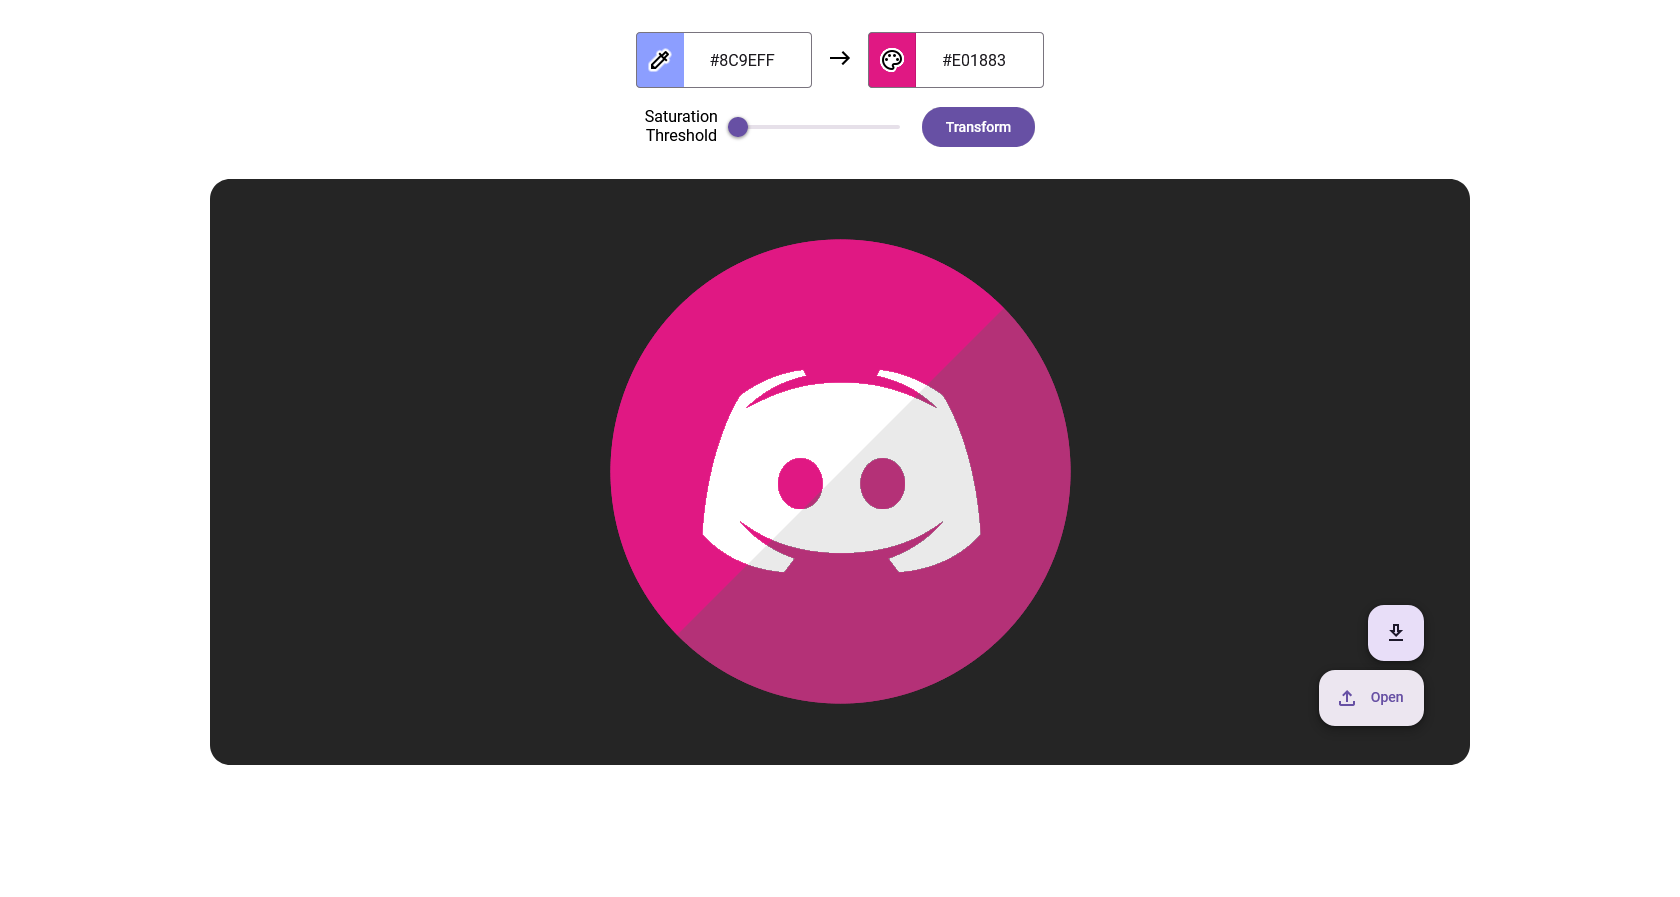 #8C9EFF
#E01883
Saturation
Threshold
Transform
Open